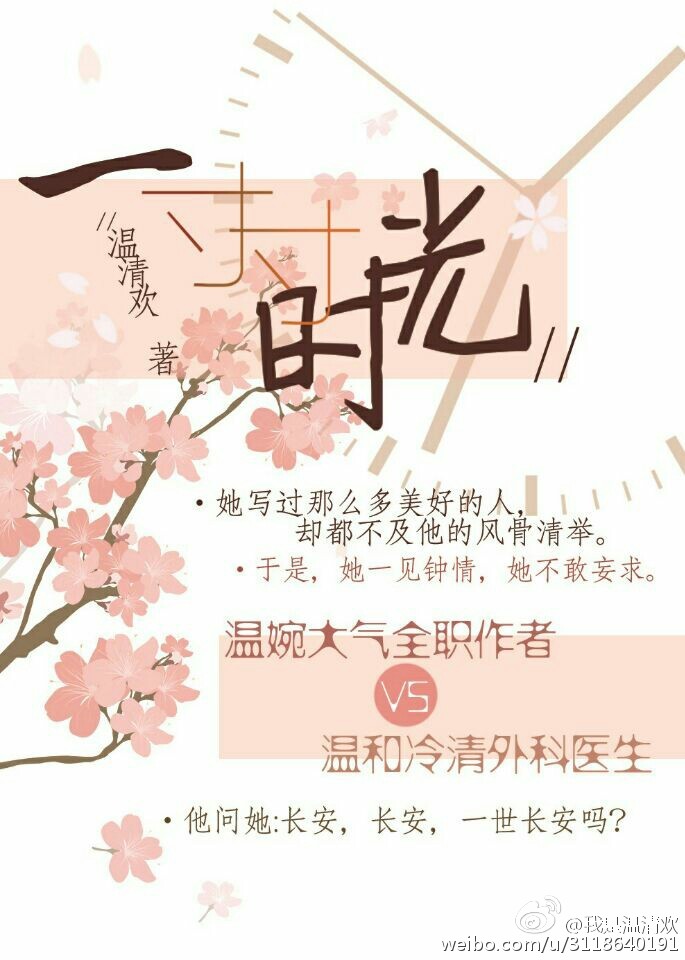 一寸时光
温清欢
著
•她写过那么多美好的人，
却都不及他的风骨清举。
•于是，她一见钟情，她不敢妄求。
温婉大气全职作者
VS
温和冷清外科医生
•他问她:长安，长安，一世长安吗?
@我是温清欢
weibo.com/u/3118640191